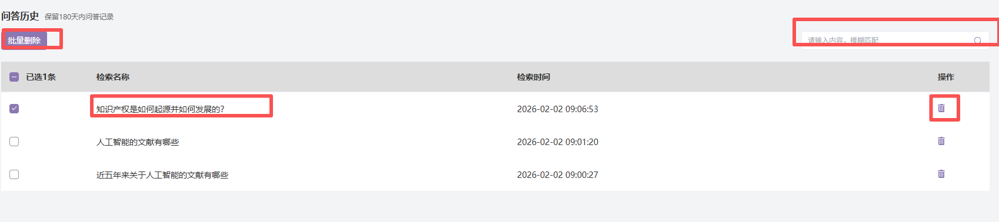 问答历史 保留180天内问答记录
批量删除 请输入内容，模糊匹配
已选1条 检索名称 检索时间 操作
知识产权是如何起源并如何发展的? 2026-02-02 09:06:53
人工智能的文献有哪些 2026-02-02 09:01:20
近五年来关于人工智能的文献有哪些 2026-02-02 09:00:27